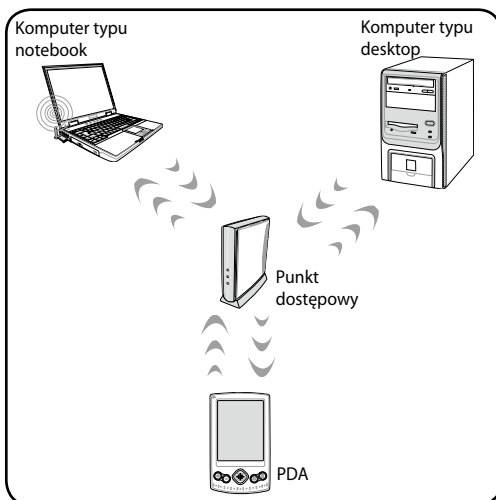 Komputer typu
notebook
Komputer typu
desktop
Punkt
dostępowy
PDA